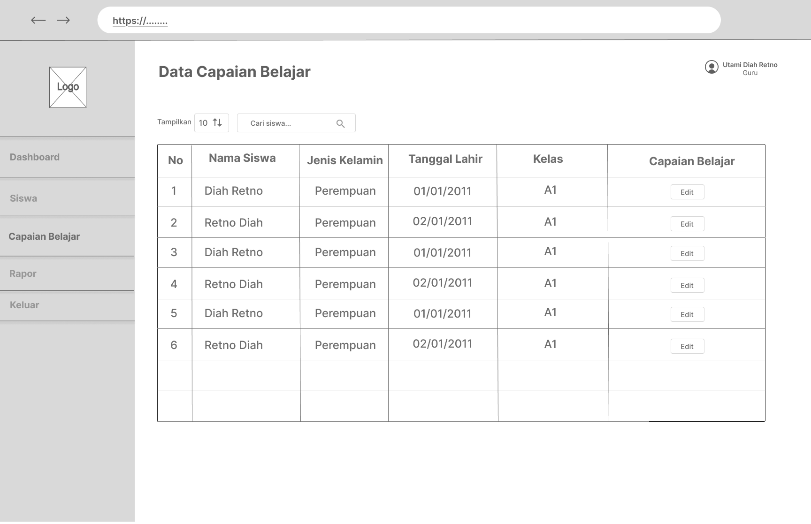 https://........
Logo
Data Capaian Belajar
Utami Diah Retno
Guru
Tampilkan 10 Cari siswa...
Dashboard
Siswa
Capaian Belajar
Rapor
Keluar
No Nama Siswa Jenis Kelamin Tanggal Lahir Kelas Capaian Belajar
1 Diah Retno Perempuan 01/01/2011 A1 Edit
2 Retno Diah Perempuan 02/01/2011 A1 Edit
3 Diah Retno Perempuan 01/01/2011 A1 Edit
4 Retno Diah Perempuan 02/01/2011 A1 Edit
5 Diah Retno Perempuan 01/01/2011 A1 Edit
6 Retno Diah Perempuan 02/01/2011 A1 Edit